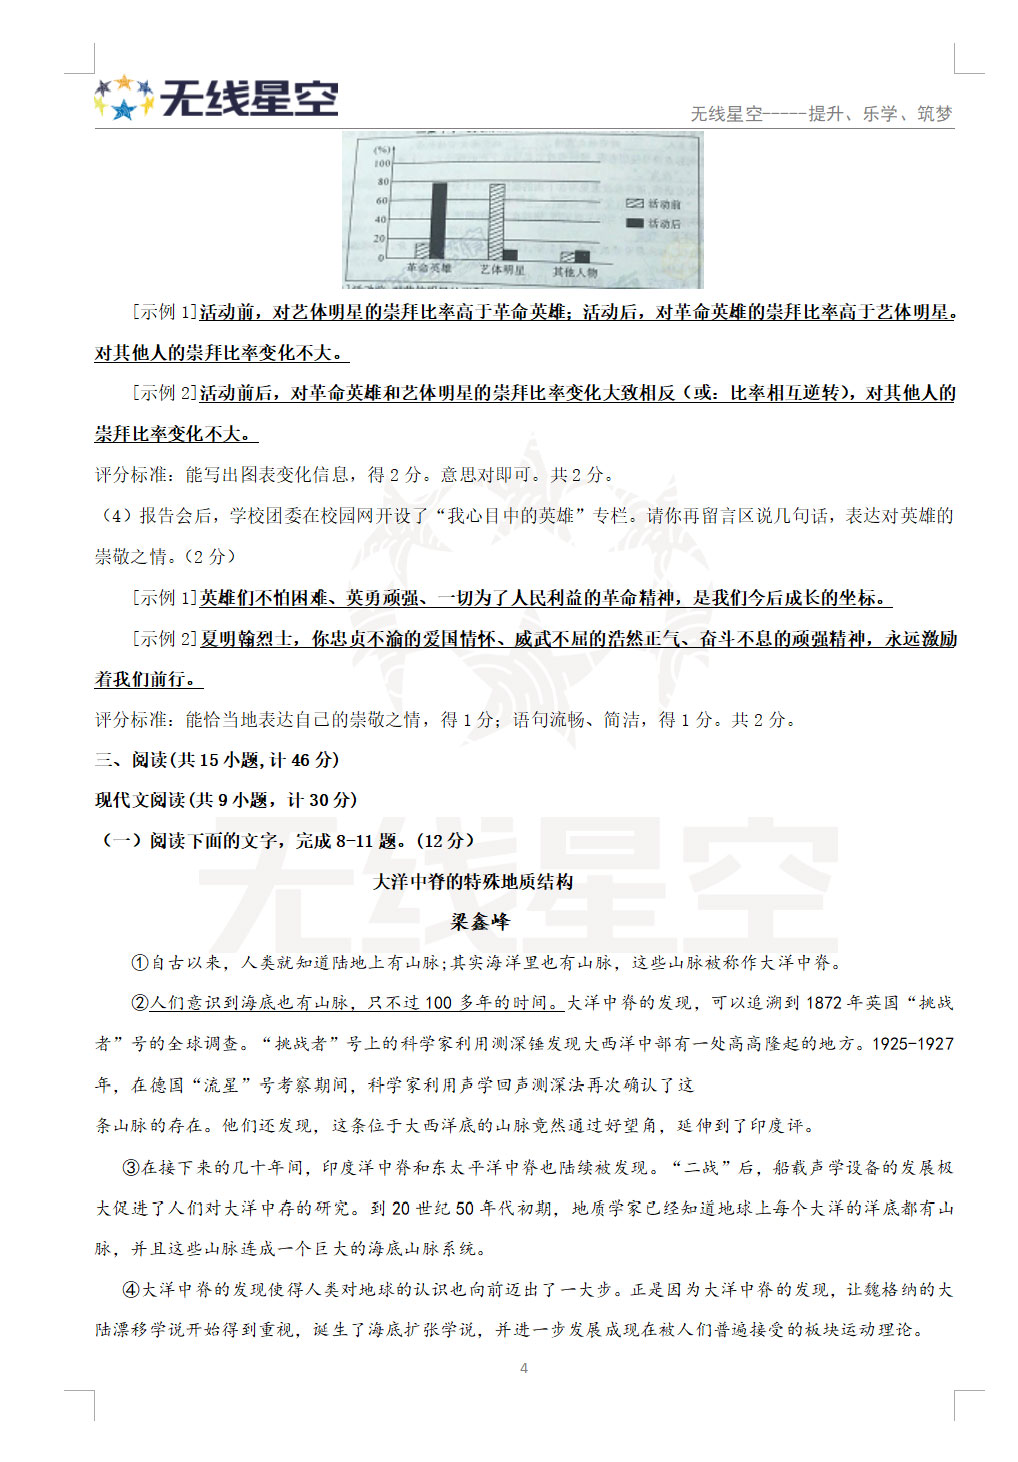 无线星空
无线星空-----提升、乐学、筑梦
(%)
100
80
60
40
20
0
活动前
活动后
革命英雄 艺体明星 其他人物
[示例 1]活动前，对艺体明星的崇拜比率高于革命英雄；活动后，对革命英雄的崇拜比率高于艺体明星。
对其他人的崇拜比率变化不大。
[示例 2]活动前后，对革命英雄和艺体明星的崇拜比率变化大致相反（或：比率相互逆转），对其他人的
崇拜比率变化不大。
评分标准：能写出图表变化信息，得 2 分。意思对即可。共 2 分。
（4）报告会后，学校团委在校园网开设了“我心目中的英雄”专栏。请你再留言区说几句话，表达对英雄的
崇敬之情。（2 分）
[示例 1]英雄们不怕困难、英勇顽强、一切为了人民利益的革命精神，是我们今后成长的坐标。
[示例 2]夏明翰烈士，你忠贞不渝的爱国情怀、威武不屈的浩然正气、奋斗不息的顽强精神，永远激励
着我们前行。
评分标准：能恰当地表达自己的崇敬之情，得 1 分；语句流畅、简洁，得 1 分。共 2 分。
三、阅读(共 15 小题,计 46 分)
现代文阅读(共 9 小题，计 30 分)
（一）阅读下面的文字，完成 8-11 题。(12 分）
大洋中脊的特殊地质结构
梁鑫峰
①自古以来，人类就知道陆地上有山脉;其实海洋里也有山脉，这些山脉被称作大洋中脊。
②人们意识到海底也有山脉，只不过 100 多年的时间。大洋中脊的发现，可以追溯到 1872 年英国“挑战
者”号的全球调查。“挑战者”号上的科学家利用测深锤发现大西洋中部有一处高高隆起的地方。1925-1927
年，在德国“流星”号考察期间，科学家利用声学回声测深法再次确认了这
条山脉的存在。他们还发现，这条位于大西洋底的山脉竟然通过好望角，延伸到了印度评。
③在接下来的几十年间，印度洋中脊和东太平洋中脊也陆续被发现。“二战”后，船载声学设备的发展极
大促进了人们对大洋中存的研究。到 20 世纪 50 年代初期，地质学家已经知道地球上每个大洋的洋底都有山
脉，并且这些山脉连成一个巨大的海底山脉系统。
④大洋中脊的发现使得人类对地球的认识也向前迈出了一大步。正是因为大洋中脊的发现，让魏格纳的大
陆漂移学说开始得到重视，诞生了海底扩张学说，并进一步发展成现在被人们普遍接受的板块运动理论。
4